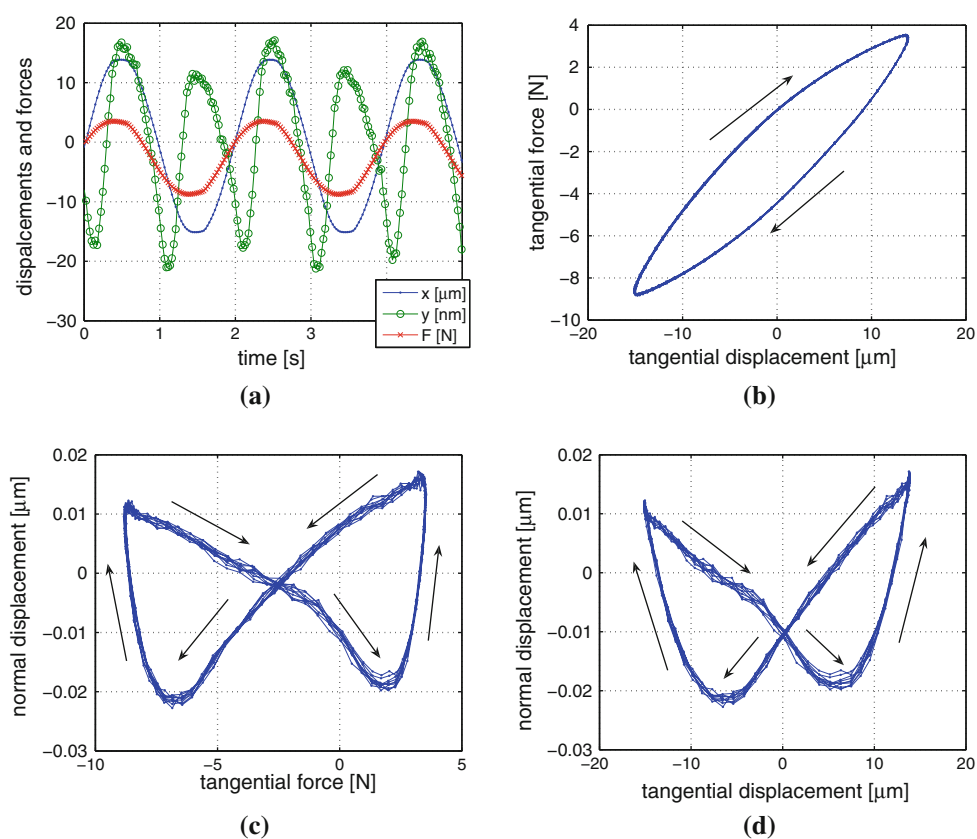 20
10
0
−10
−20
−30
0
1
2
3
dispalcements and forces
time [s]
x [μm]
y [nm]
F [N]
(a)
4
2
0
−2
−4
−6
−8
−10
−20
−10
0
10
20
tangential force [N]
tangential displacement [μm]
(b)
0.02
0.01
0
−0.01
−0.02
−0.03
−10
−5
0
5
normal displacement [μm]
tangential force [N]
(c)
0.02
0.01
0
−0.01
−0.02
−0.03
−20
−10
0
10
20
normal displacement [μm]
tangential displacement [μm]
(d)